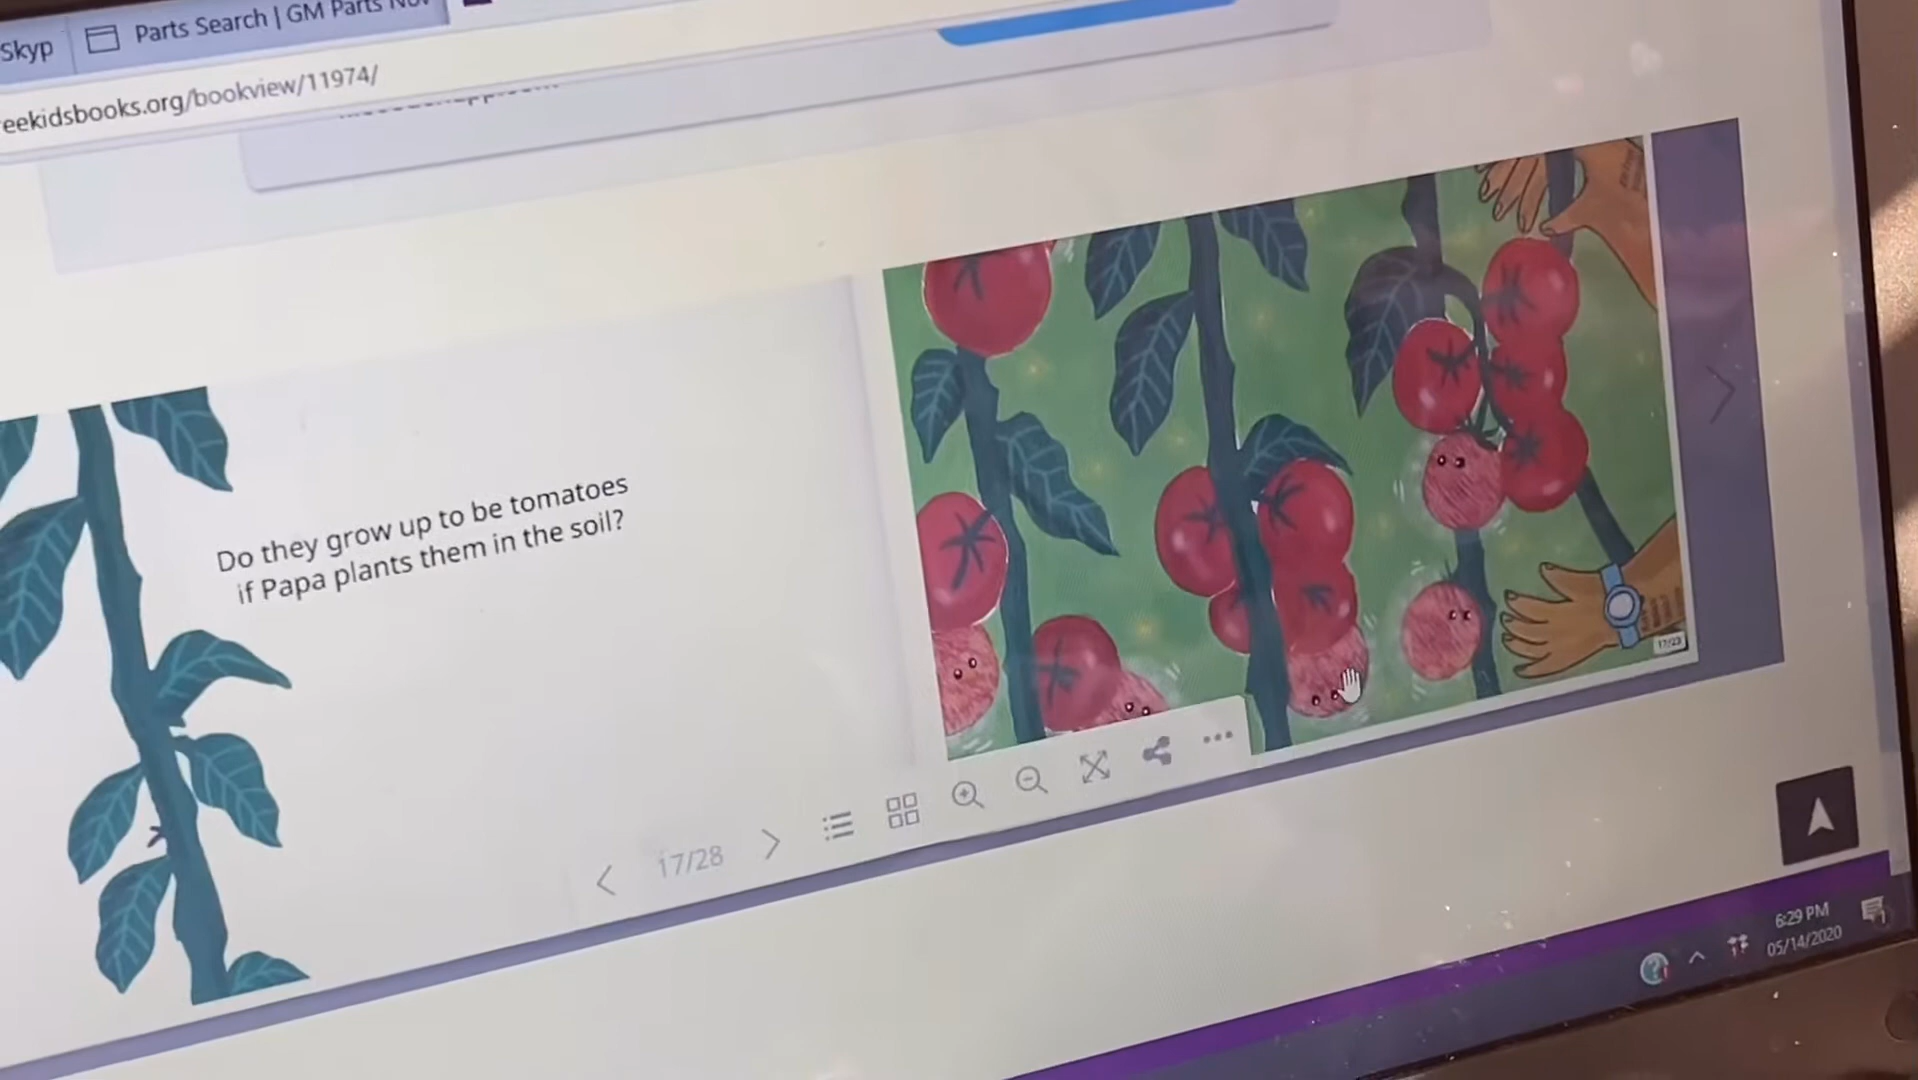 Skyp
Parts Search | GM Parts Now
eekidsbooks.org/bookview/11974/
Do they grow up to be tomatoes
if Papa plants them in the soil?
17/28
6:29 PM
05/14/2020